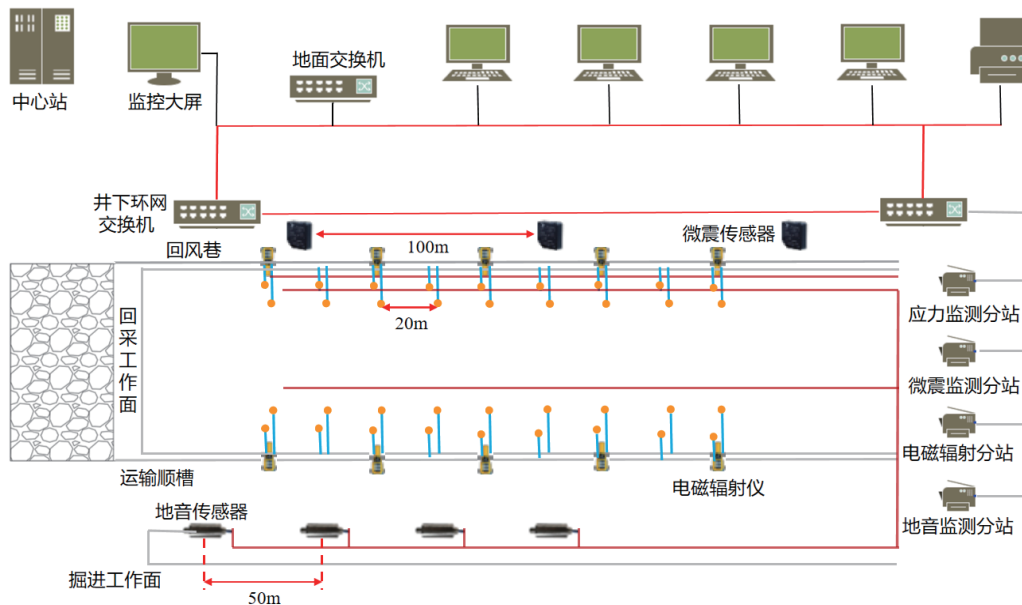 中心站
监控大屏
地面交换机
井下环网
交换机
回风巷
100m
微震传感器
20m
回采工作面
应力监测分站
微震监测分站
电磁辐射分站
地音监测分站
运输顺槽
电磁辐射仪
地音传感器
掘进工作面
50m